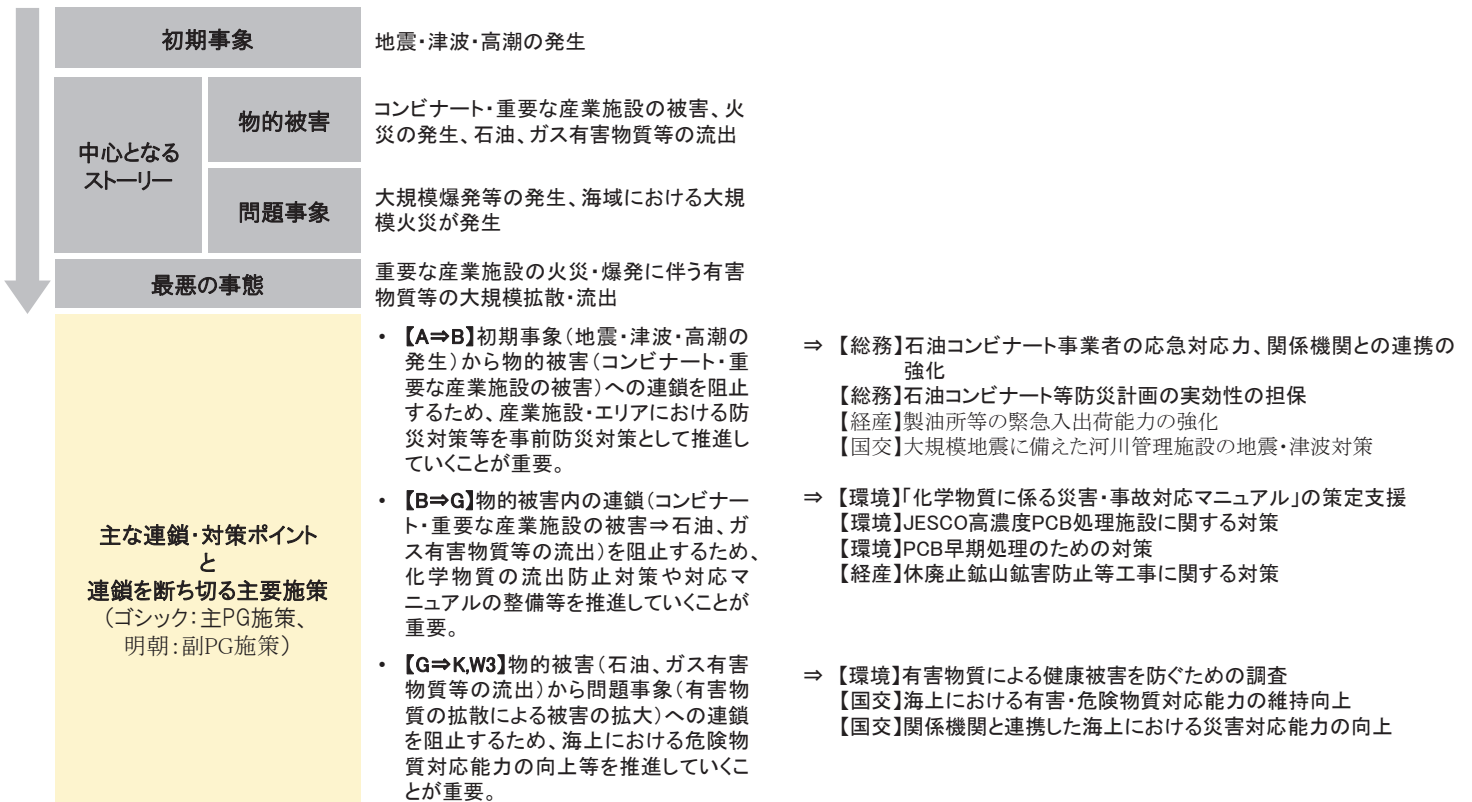 初期事象
地震・津波・高潮の発生
中心となる
ストーリー
物的被害
コンビナート・重要な産業施設の被害、火
災の発生、石油、ガス有害物質等の流出
問題事象
大規模爆発等の発生、海域における大規
模火災が発生
最悪の事態
重要な産業施設の火災・爆発に伴う有害
物質等の大規模拡散・流出
主な連鎖・対策ポイント
と
連鎖を断ち切る主要施策
（ゴシック：主PG施策、
明朝：副PG施策）
・ 【A⇒B】初期事象（地震・津波・高潮の
発生）から物的被害（コンビナート・重
要な産業施設の被害）への連鎖を阻止
するため、産業施設・エリアにおける防
災対策等を事前防災対策として推進し
ていくことが重要。
⇒ 【総務】石油コンビナート事業者の応急対応力、関係機関との連携の
強化
【総務】石油コンビナート等防災計画の実効性の担保
【経産】製油所等の緊急入出荷能力の強化
【国交】大規模地震に備えた河川管理施設の地震・津波対策
・ 【B⇒G】物的被害内の連鎖（コンビナー
ト・重要な産業施設の被害⇒石油、ガ
ス有害物質等の流出）を阻止するため、
化学物質の流出防止対策や対応マ
ニュアルの整備等を推進していくことが
重要。
⇒ 【環境】「化学物質に係る災害・事故対応マニュアル」の策定支援
【環境】JESCO高濃度PCB処理施設に関する対策
【環境】PCB早期処理のための対策
【経産】休廃止鉱山鉱害防止等工事に関する対策
・ 【G⇒K,W3】物的被害（石油、ガス有害
物質等の流出）から問題事象（有害物
質の拡散による被害の拡大）への連鎖
を阻止するため、海上における危険物
質対応能力の向上等を推進していくこ
とが重要。
⇒ 【環境】有害物質による健康被害を防ぐための調査
【国交】海上における有害・危険物質対応能力の維持向上
【国交】関係機関と連携した海上における災害対応能力の向上